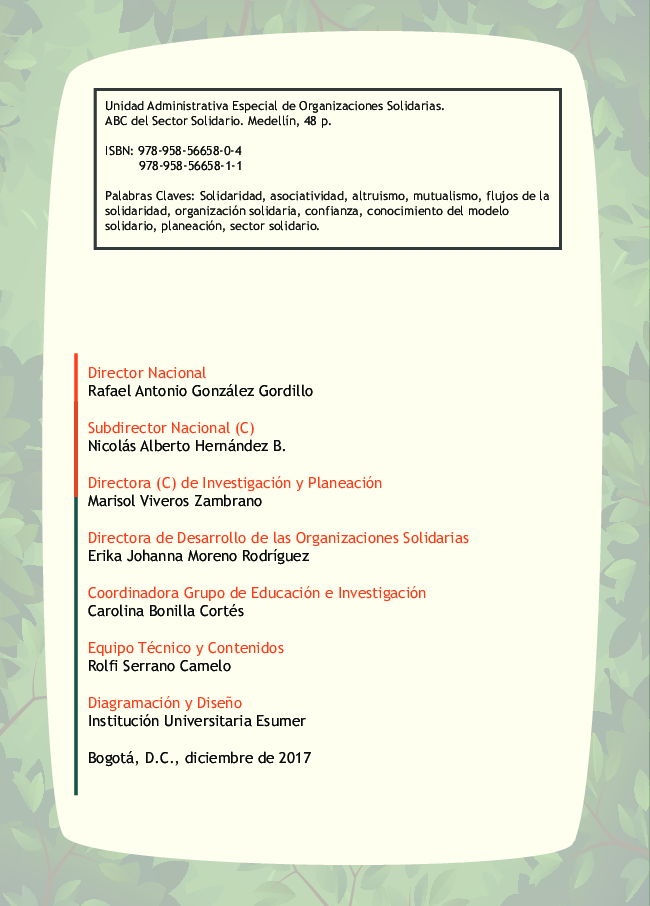 Unidad Administrativa Especial de Organizaciones Solidarias.
ABC del Sector Solidario. Medellín, 48 p.
ISBN: 978-958-56658-0-4
978-958-56658-1-1
Palabras Claves: Solidaridad, asociatividad, altruismo, mutualismo, flujos de la
solidaridad, organización solidaria, confianza, conocimiento del modelo
solidario, planeación, sector solidario.
Director Nacional
Rafael Antonio González Gordillo
Subdirector Nacional (C)
Nicolás Alberto Hernández B.
Directora (C) de Investigación y Planeación
Marisol Viveros Zambrano
Directora de Desarrollo de las Organizaciones Solidarias
Erika Johanna Moreno Rodríguez
Coordinadora Grupo de Educación e Investigación
Carolina Bonilla Cortés
Equipo Técnico y Contenidos
Rolfi Serrano Camelo
Diagramación y Diseño
Institución Universitaria Esumer
Bogotá, D.C., diciembre de 2017